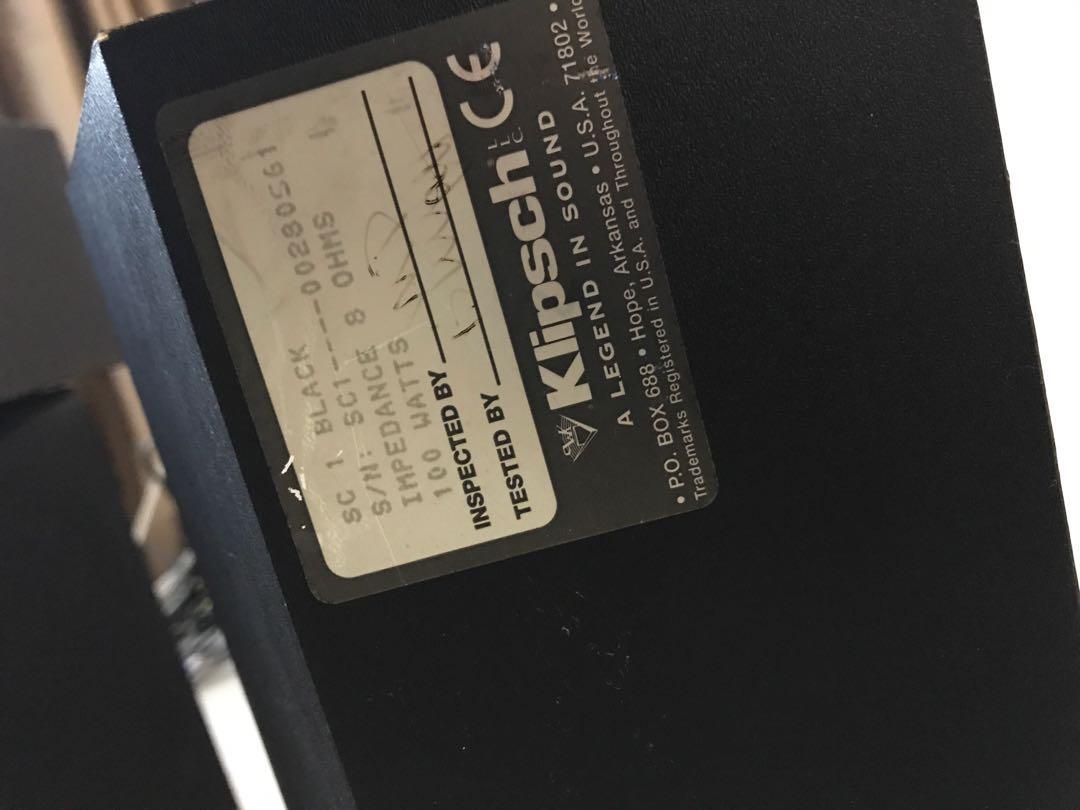 SC 1 BLACK
S/N: SC1----00280561
IMPEDANCE 8 OHMS
100 WATTS
INSPECTED BY
TESTED BY
Klipsch L.L.C. CE
A LEGEND IN SOUND
• P.O. BOX 688 • Hope, Arkansas • U.S.A. 71802 •
Trademarks Registered in U.S.A. and Throughout the World